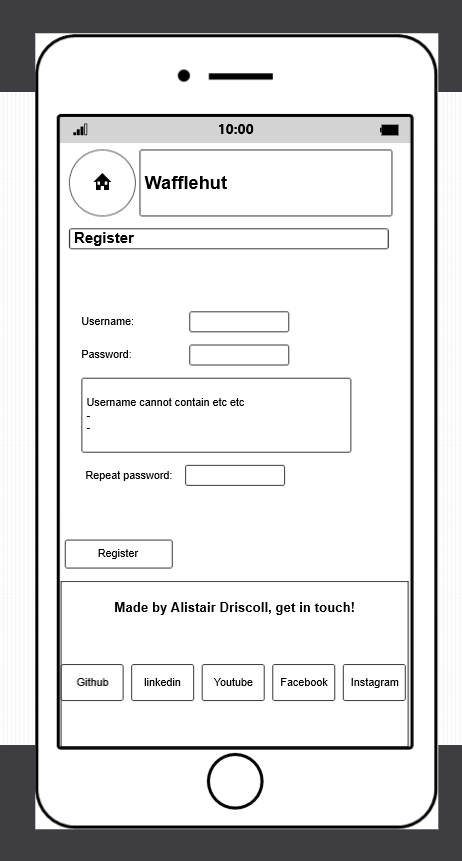 10:00
Wafflehut
Register
Username:
Password:
Username cannot contain etc etc
-
-
Repeat password:
Register
Made by Alistair Driscoll, get in touch!
Github linkedin Youtube Facebook Instagram